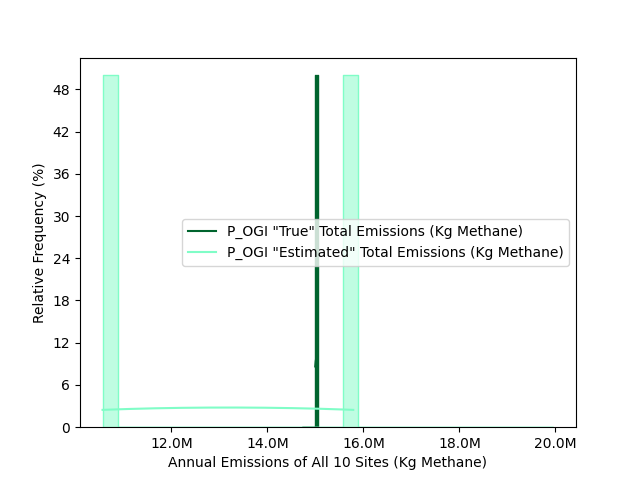 48
42
36
30
24
18
12
6
0
Relative Frequency (%)
P_OGI "True" Total Emissions (Kg Methane)
P_OGI "Estimated" Total Emissions (Kg Methane)
12.0M 14.0M 16.0M 18.0M 20.0M
Annual Emissions of All 10 Sites (Kg Methane)